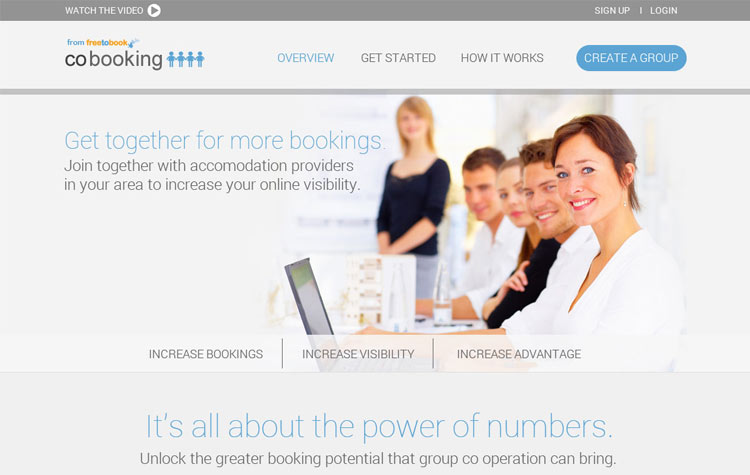 WATCH THE VIDEO
SIGN UP | LOGIN
from freetobook
cobooking
OVERVIEW GET STARTED HOW IT WORKS CREATE A GROUP
Get together for more bookings.
Join together with accomodation providers
in your area to increase your online visibility.
INCREASE BOOKINGS INCREASE VISIBILITY INCREASE ADVANTAGE
It's all about the power of numbers.
Unlock the greater booking potential that group co operation can bring.